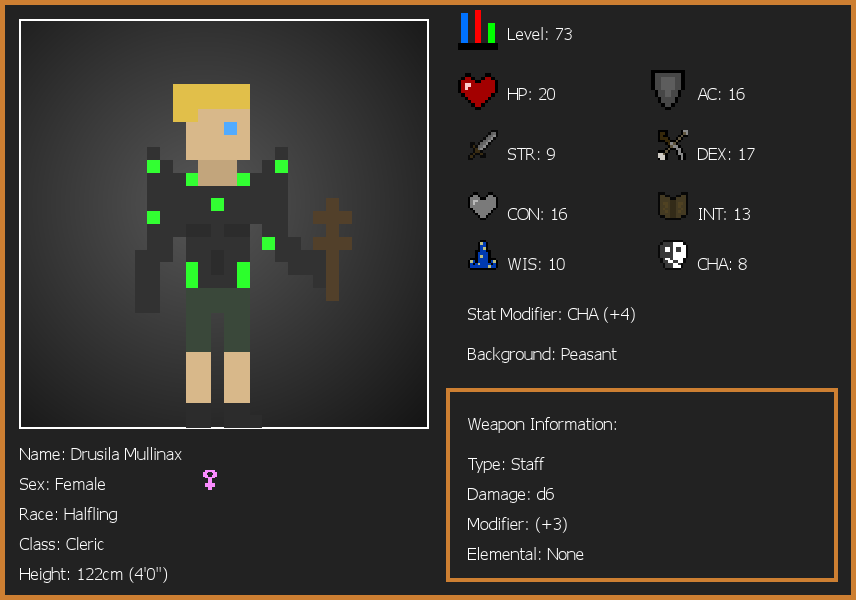 Level: 73
HP: 20
AC: 16
STR: 9
DEX: 17
CON: 16
INT: 13
WIS: 10
CHA: 8
Stat Modifier: CHA (+4)
Background: Peasant
Weapon Information:
Type: Staff
Damage: d6
Modifier: (+3)
Elemental: None
Name: Drusila Mullinax
Sex: Female
Race: Halfling
Class: Cleric
Height: 122cm (4'0")